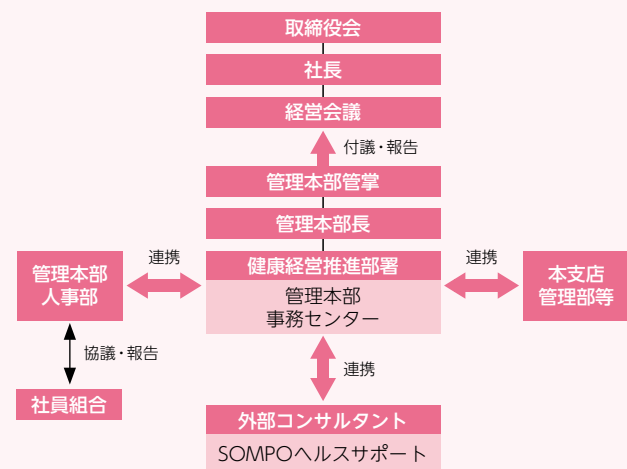 取締役会
社長
経営会議
付議・報告
管理本部管掌
管理本部長
健康経営推進部署
管理本部
事務センター
連携
管理本部
人事部
連携
本支店
管理部等
協議・報告
社員組合
連携
外部コンサルタント
SOMPOヘルスサポート